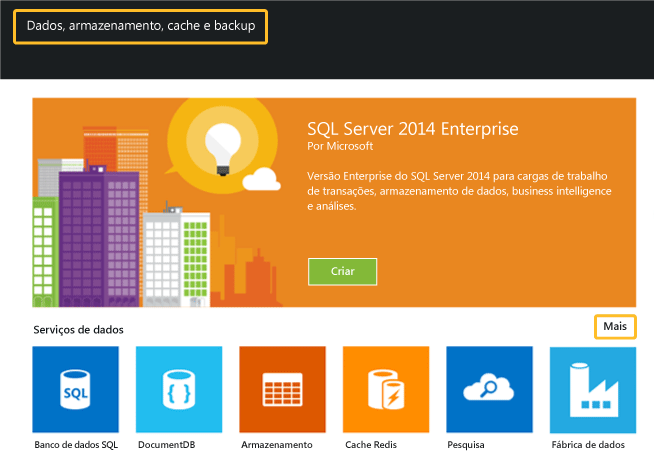 Dados, armazenamento, cache e backup
SQL Server 2014 Enterprise
Por Microsoft
Versão Enterprise do SQL Server 2014 para cargas de trabalho
de transações, armazenamento de dados, business intelligence
e análises.
Criar
Serviços de dados
Mais
SQL
{ }
Banco de dados SQL
DocumentDB
Armazenamento
Cache Redis
Pesquisa
Fábrica de dados